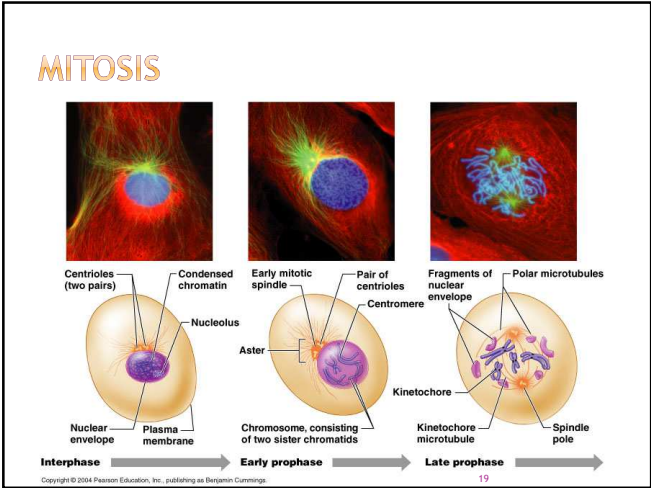 MITOSIS
Centrioles
(two pairs)
Condensed
chromatin
Nucleolus
Nuclear
envelope
Plasma
membrane
Early mitotic
spindle
Pair of
centrioles
Centromere
Aster
Chromosome, consisting
of two sister chromatids
Fragments of
nuclear
envelope
Polar microtubules
Kinetochore
Kinetochore
microtubule
Spindle
pole
Interphase
Early prophase
Late prophase
Copyright © 2004 Pearson Education, Inc., publishing as Benjamin Cummings.
19